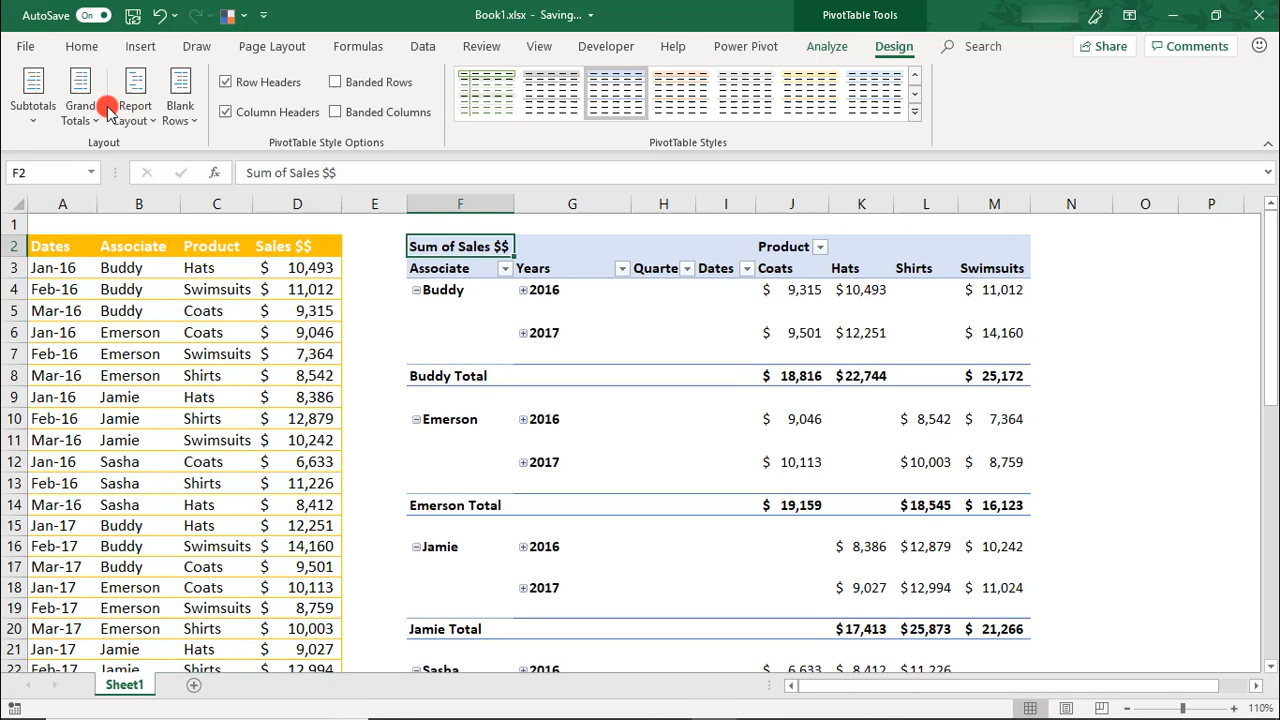 AutoSave On Book1.xlsx - Saving... PivotTable Tools
File Home Insert Draw Page Layout Formulas Data Review View Developer Help Power Pivot Analyze Design Search Share Comments
Subtotals Grand Totals Report Layout Blank Rows
Row Headers Banded Rows
Column Headers Banded Columns
Layout PivotTable Style Options PivotTable Styles
F2 fx Sum of Sales $$
A B C D E F G H I J K L M N O P
1
2 Dates Associate Product Sales $$ Sum of Sales $$ Product
3 Jan-16 Buddy Hats $ 10,493 Associate Years Quarte Dates Coats Hats Shirts Swimsuits
4 Feb-16 Buddy Swimsuits $ 11,012 Buddy 2016 $ 9,315 $10,493 $ 11,012
5 Mar-16 Buddy Coats $ 9,315
6 Jan-16 Emerson Coats $ 9,046 2017 $ 9,501 $12,251 $ 14,160
7 Feb-16 Emerson Swimsuits $ 7,364
8 Mar-16 Emerson Shirts $ 8,542 Buddy Total $ 18,816 $22,744 $ 25,172
9 Jan-16 Jamie Hats $ 8,386
10 Feb-16 Jamie Shirts $ 12,879 Emerson 2016 $ 9,046 $ 8,542 $ 7,364
11 Mar-16 Jamie Swimsuits $ 10,242
12 Jan-16 Sasha Coats $ 6,633 2017 $ 10,113 $10,003 $ 8,759
13 Feb-16 Sasha Shirts $ 11,226
14 Mar-16 Sasha Hats $ 8,412 Emerson Total $ 19,159 $18,545 $ 16,123
15 Jan-17 Buddy Hats $ 12,251
16 Feb-17 Buddy Swimsuits $ 14,160 Jamie 2016 $ 8,386 $12,879 $ 10,242
17 Mar-17 Buddy Coats $ 9,501
18 Jan-17 Emerson Coats $ 10,113 2017 $ 9,027 $12,994 $ 11,024
19 Feb-17 Emerson Swimsuits $ 8,759
20 Mar-17 Emerson Shirts $ 10,003 Jamie Total $17,413 $25,873 $ 21,266
21 Jan-17 Jamie Hats $ 9,027
22 Feb-17 Jamie Shirts $ 12,994 Sasha 2016 $ 6,633 $ 8,412 $11,226
Sheet1
110%